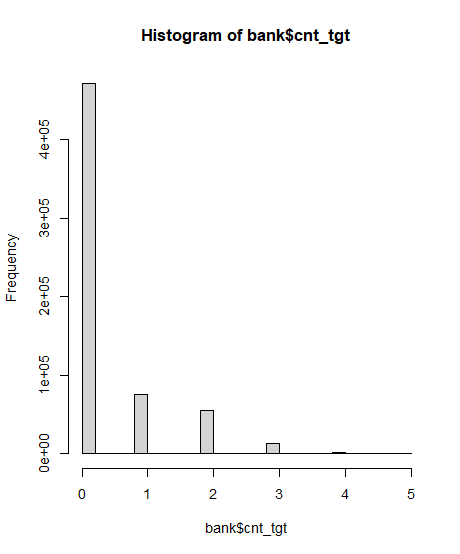 Histogram of bank$cnt_tgt
Frequency
4e+05
3e+05
2e+05
1e+05
0e+00
0 1 2 3 4 5
bank$cnt_tgt